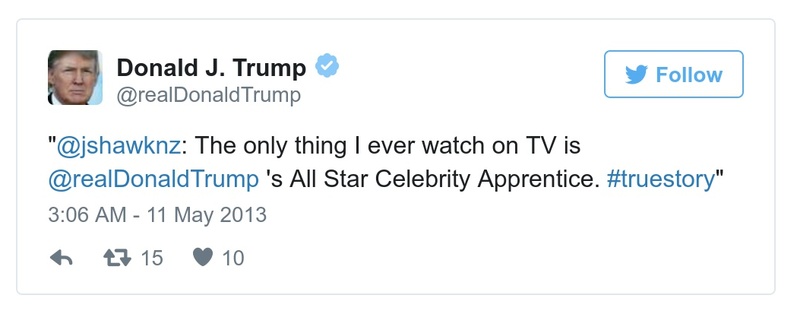 Donald J. Trump
@realDonaldTrump
Follow
"@jshawknz: The only thing I ever watch on TV is
@realDonaldTrump 's All Star Celebrity Apprentice. #truestory"
3:06 AM - 11 May 2013
15 10